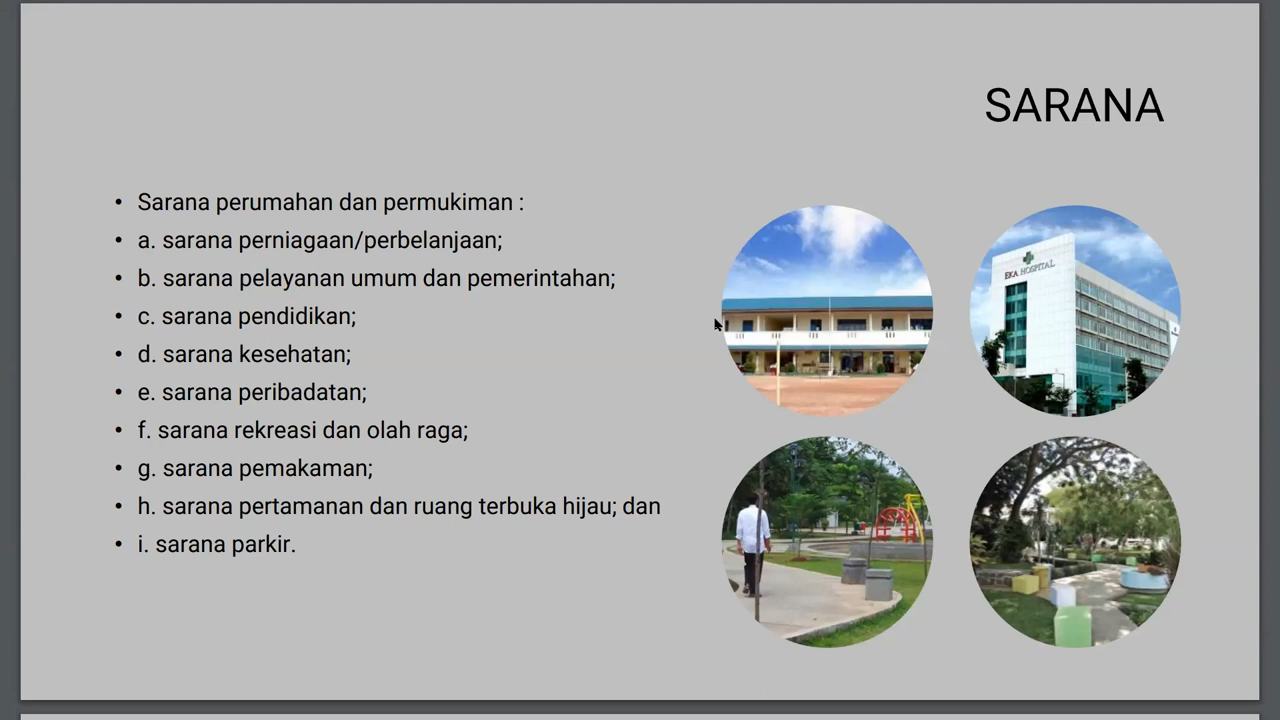 SARANA
• Sarana perumahan dan permukiman :
• a. sarana perniagaan/perbelanjaan;
• b. sarana pelayanan umum dan pemerintahan;
• c. sarana pendidikan;
• d. sarana kesehatan;
• e. sarana peribadatan;
• f. sarana rekreasi dan olah raga;
• g. sarana pemakaman;
• h. sarana pertamanan dan ruang terbuka hijau; dan
• i. sarana parkir.
EKA HOSPITAL